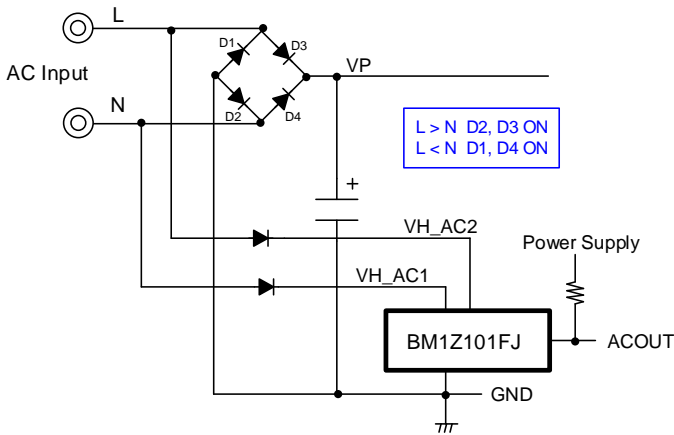 L
D1
D3
AC Input
VP
N
D2
D4
L > N D2, D3 ON
L < N D1, D4 ON
+
VH_AC2
Power Supply
VH_AC1
BM1Z101FJ
ACOUT
GND